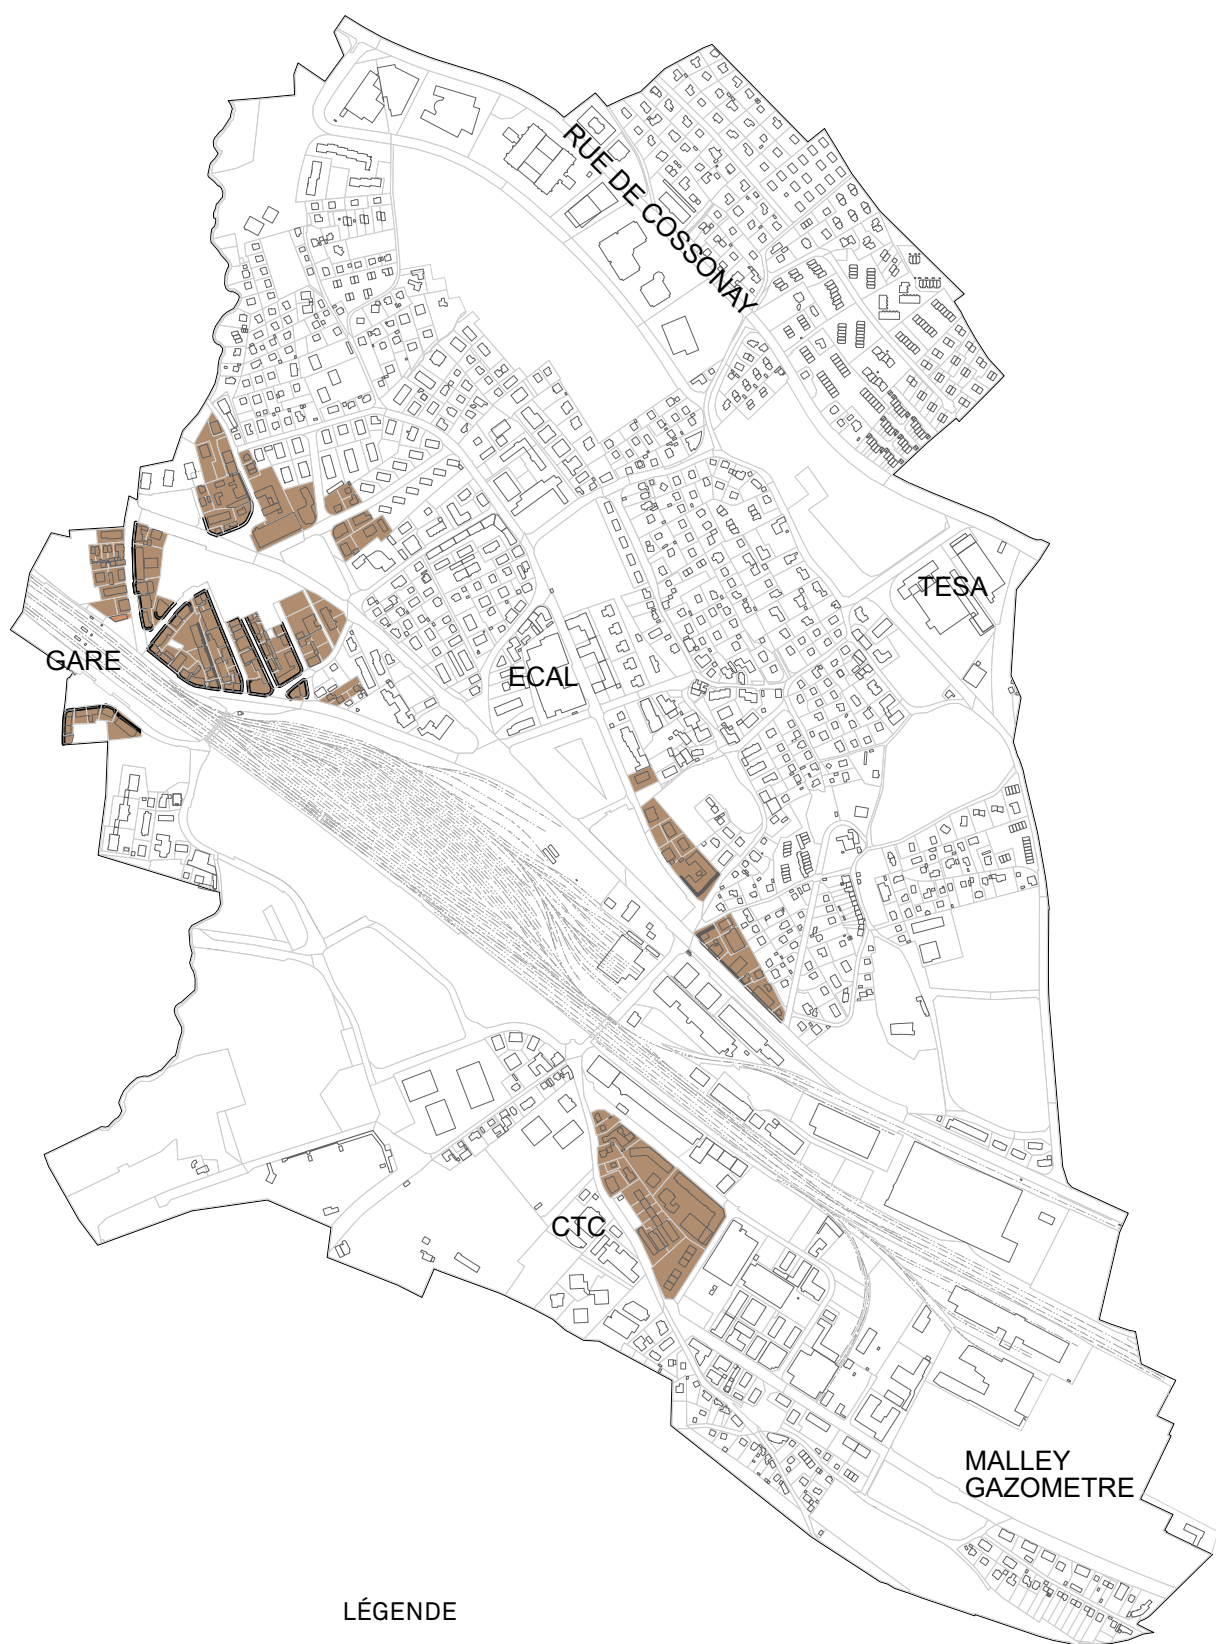 RUE DE COSSONAY
TESA
GARE
ECAL
CTC
MALLEY
GAZOMETRE
LÉGENDE